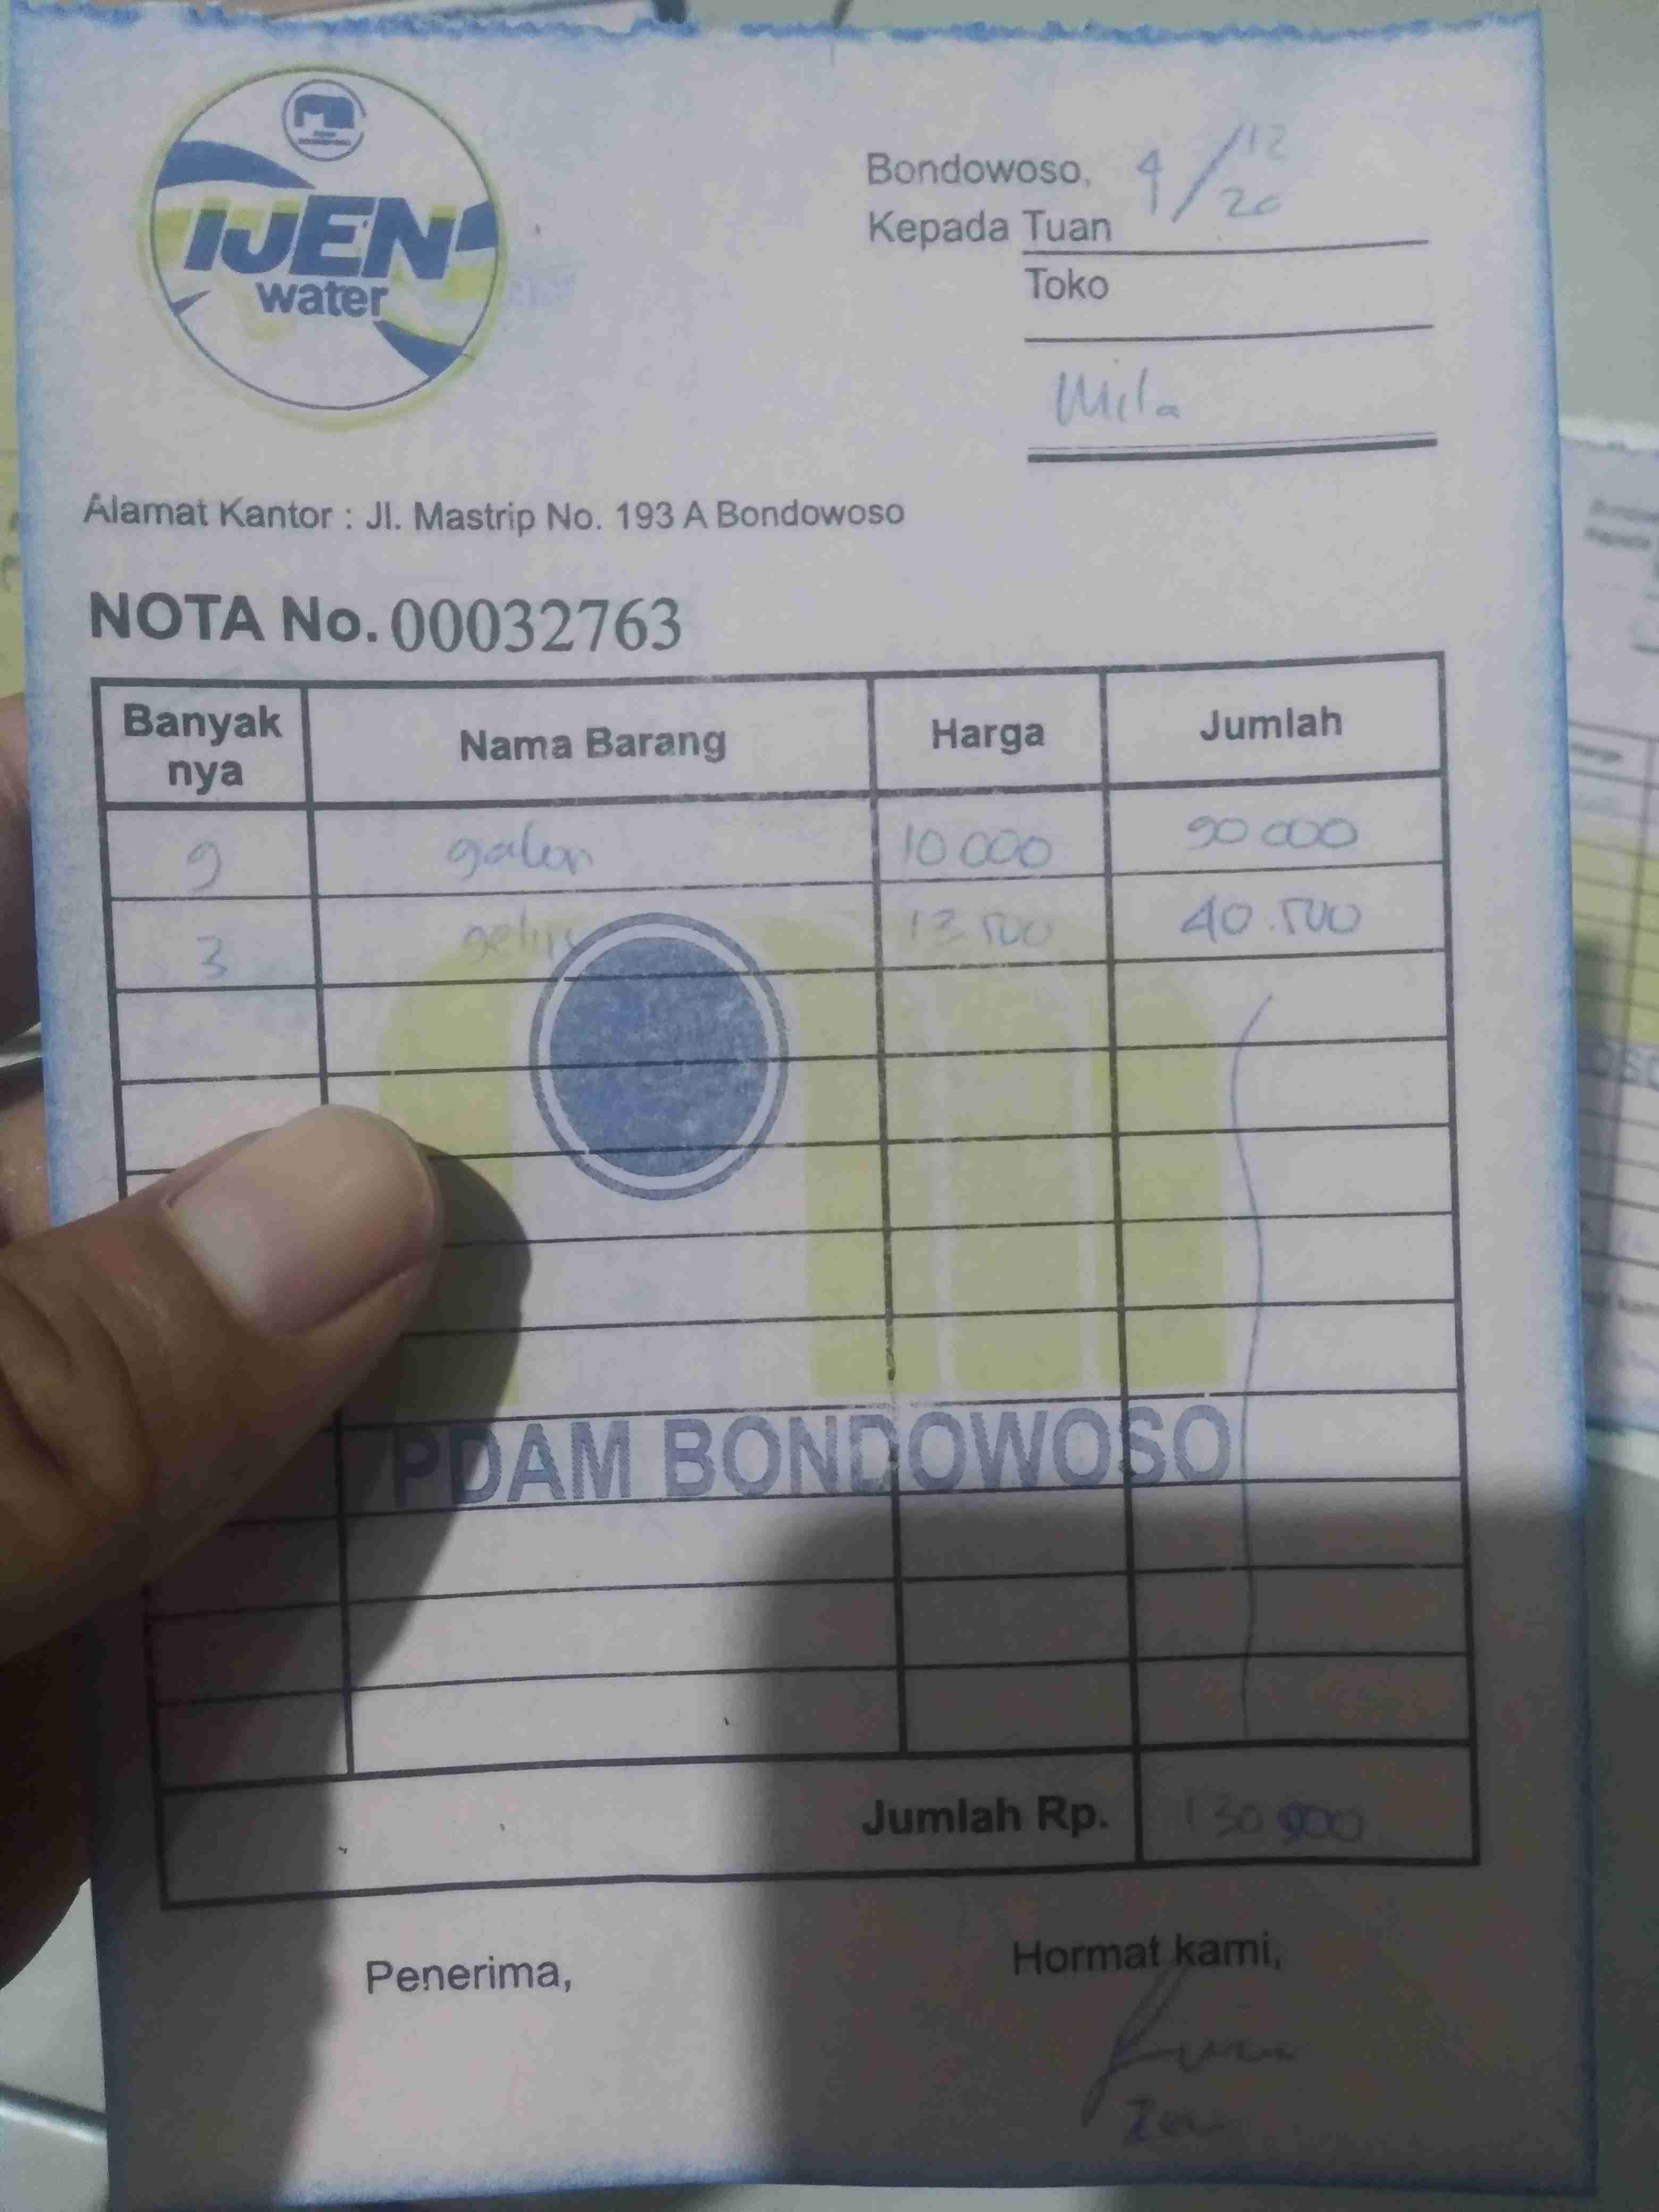 IJEN
water
Bondowoso, 4/12 20
Kepada Tuan
Toko
Mila
Alamat Kantor : Jl. Mastrip No. 193 A Bondowoso
NOTA No. 00032763
Banyak nya Nama Barang Harga Jumlah
9 galon 10 000 90 000
3 gelas 13.500 40.500
PDAM BONDOWOSO
Jumlah Rp. 130
Penerima, Hormat kami,